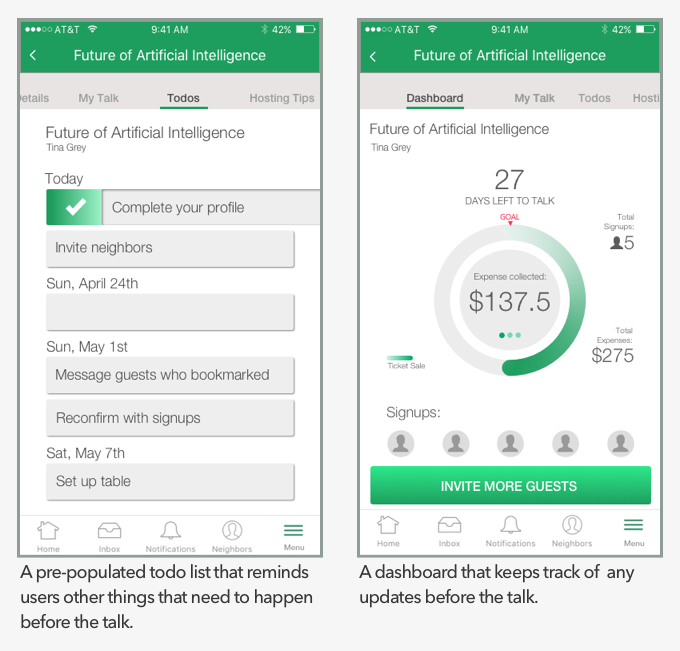 AT&T 9:41 AM 42%
Future of Artificial Intelligence
etails My Talk Todos Hosting Tips
Future of Artificial Intelligence
Tina Grey
Today
Complete your profile
Invite neighbors
Sun, April 24th
Sun, May 1st
Message guests who bookmarked
Reconfirm with signups
Sat, May 7th
Set up table
Home Inbox Notifications Neighbors Menu
A pre-populated todo list that reminds
users other things that need to happen
before the talk.
AT&T 9:41 AM 42%
Future of Artificial Intelligence
Dashboard My Talk Todos Hosti
Future of Artificial Intelligence
Tina Grey
27
DAYS LEFT TO TALK
GOAL
Total
Signups:
5
Expense collected:
$137.5
Total
Expenses:
$275
Ticket Sale
Signups:
INVITE MORE GUESTS
Home Inbox Notifications Neighbors Menu
A dashboard that keeps track of any
updates before the talk.